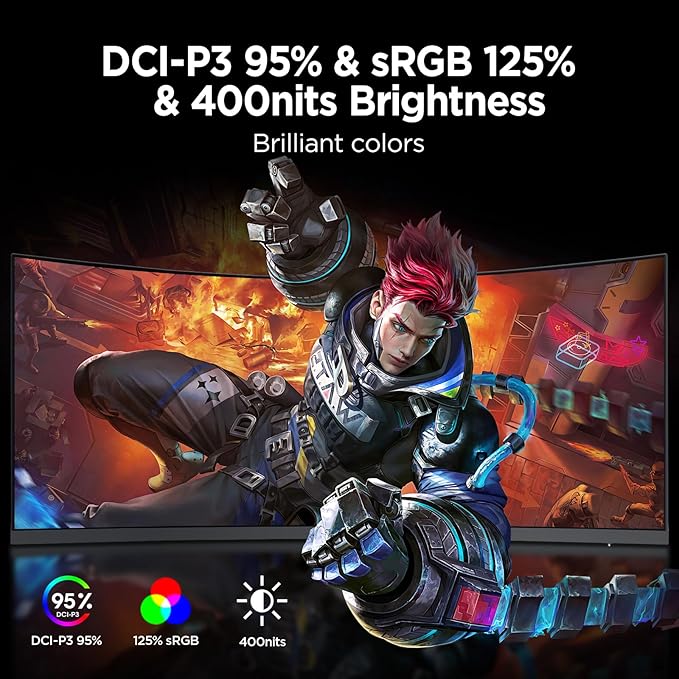 DCI-P3 95% & sRGB 125%
& 400nits Brightness
Brilliant colors
95%
DCI-P3
DCI-P3 95%
125% sRGB
400nits